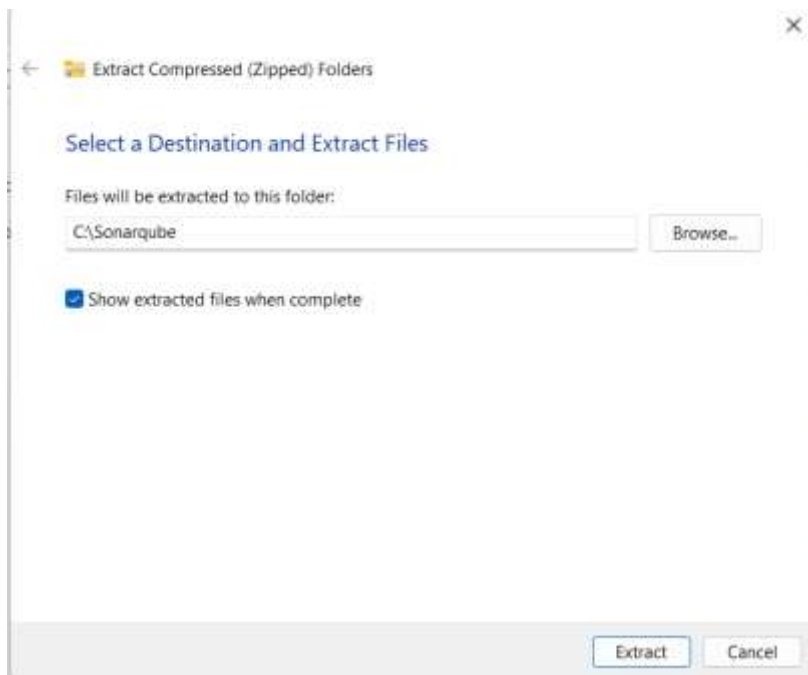 Extract Compressed (Zipped) Folders
Select a Destination and Extract Files
Files will be extracted to this folder:
C:\Sonarqube
Browse...
Show extracted files when complete
Extract
Cancel